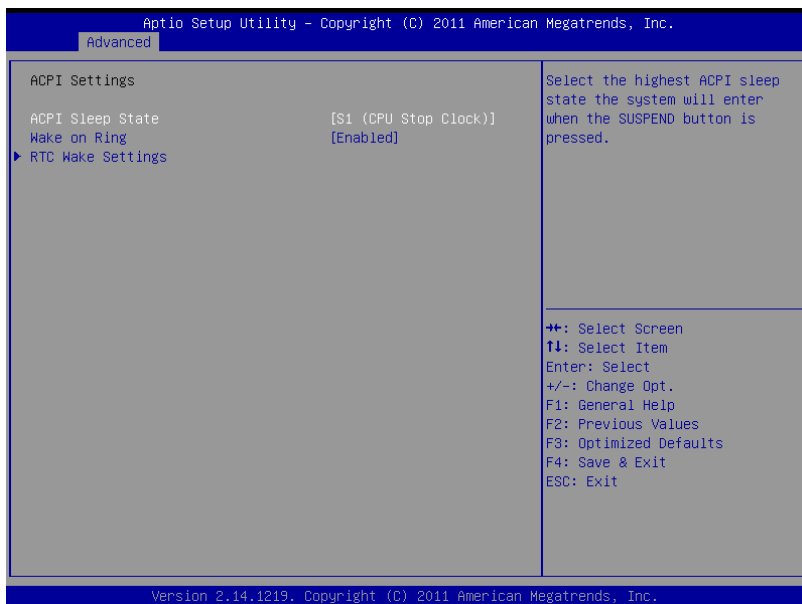 Aptio Setup Utility – Copyright (C) 2011 American Megatrends, Inc.
Advanced
ACPI Settings
ACPI Sleep State [S1 (CPU Stop Clock)]
Wake on Ring [Enabled]
▶ RTC Wake Settings
Select the highest ACPI sleep
state the system will enter
when the SUSPEND button is
pressed.
→←: Select Screen
↑↓: Select Item
Enter: Select
+/-: Change Opt.
F1: General Help
F2: Previous Values
F3: Optimized Defaults
F4: Save & Exit
ESC: Exit
Version 2.14.1219. Copyright (C) 2011 American Megatrends, Inc.